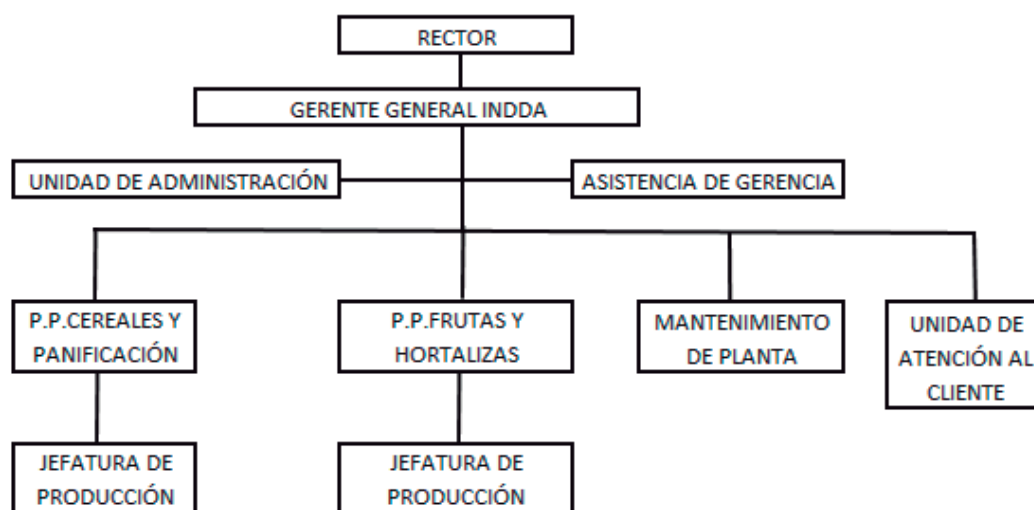 RECTOR
GERENTE GENERAL INDDA
UNIDAD DE ADMINISTRACIÓN
ASISTENCIA DE GERENCIA
P.P.CEREALES Y
PANIFICACIÓN
P.P.FRUTAS Y
HORTALIZAS
MANTENIMIENTO
DE PLANTA
UNIDAD DE
ATENCIÓN AL
CLIENTE
JEFATURA DE
PRODUCCIÓN
JEFATURA DE
PRODUCCIÓN